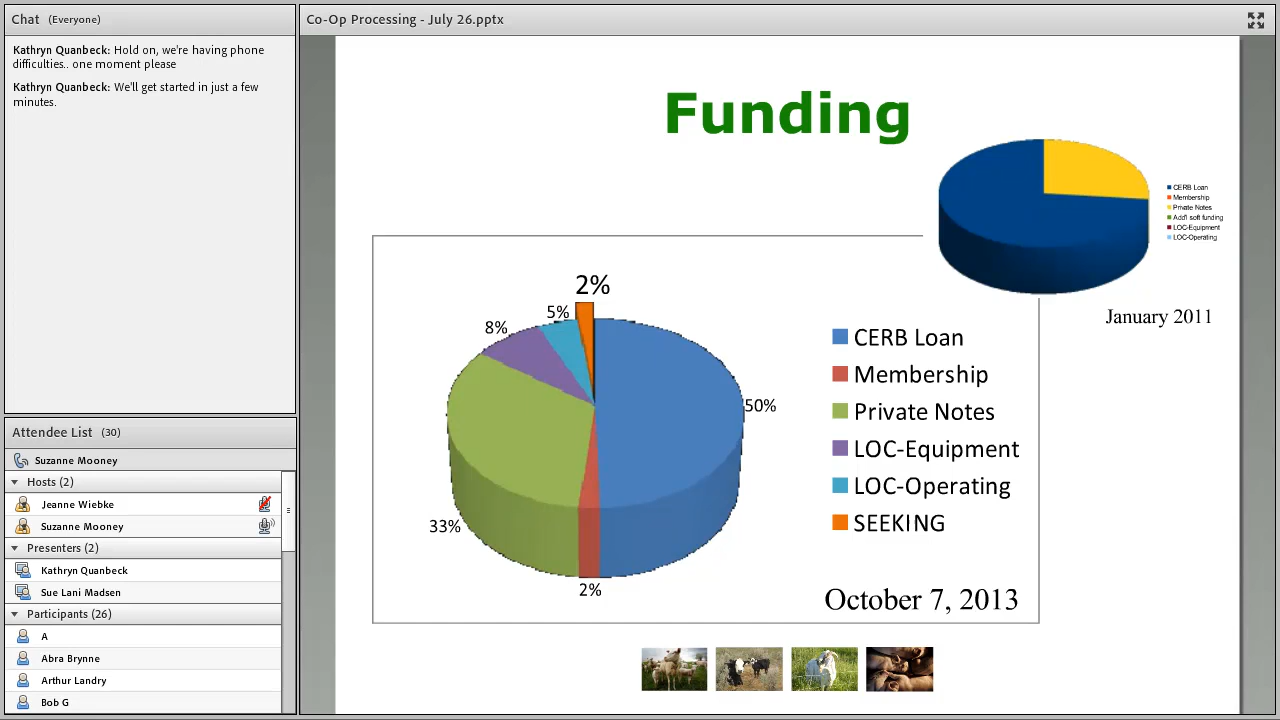 Chat (Everyone)
Kathryn Quanbeck: Hold on, we're having phone
difficulties.. one moment please
Kathryn Quanbeck: We'll get started in just a few
minutes.
Attendee List (30)
Suzanne Mooney
Hosts (2)
Jeanne Wiebke
Suzanne Mooney
Presenters (2)
Kathryn Quanbeck
Sue Lani Madsen
Participants (26)
A
Abra Brynne
Arthur Landry
Bob G
Co-Op Processing - July 26.pptx
Funding
CERB Loan
Membership
Private Notes
Add'l soft funding
LOC-Equipment
LOC-Operating
January 2011
2%
5%
8%
50%
33%
2%
CERB Loan
Membership
Private Notes
LOC-Equipment
LOC-Operating
SEEKING
October 7, 2013